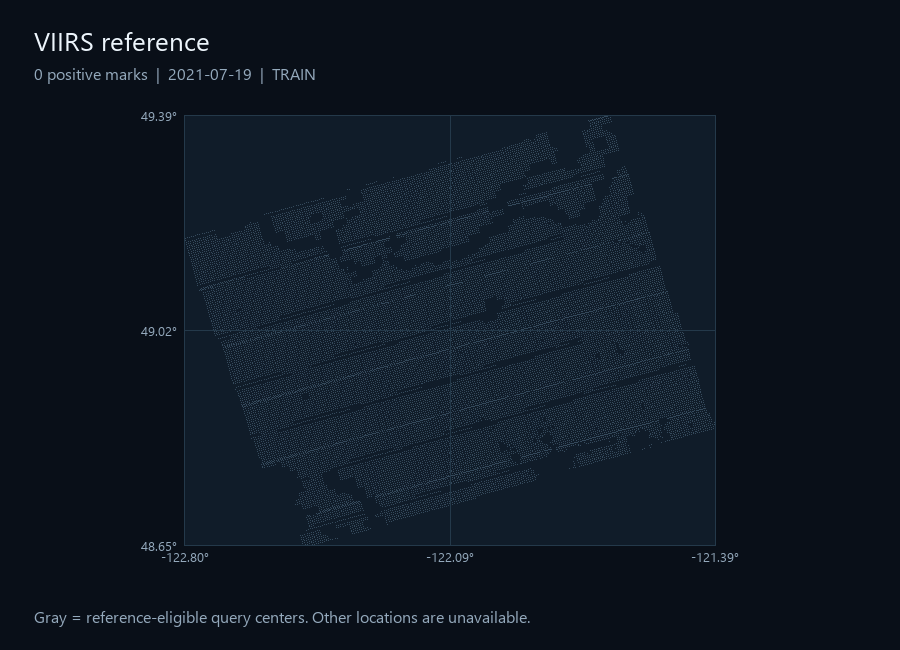 VIIRS reference
0 positive marks | 2021-07-19 | TRAIN
49.39°
49.02°
48.65°
-122.80°
-122.09°
-121.39°
Gray = reference-eligible query centers. Other locations are unavailable.